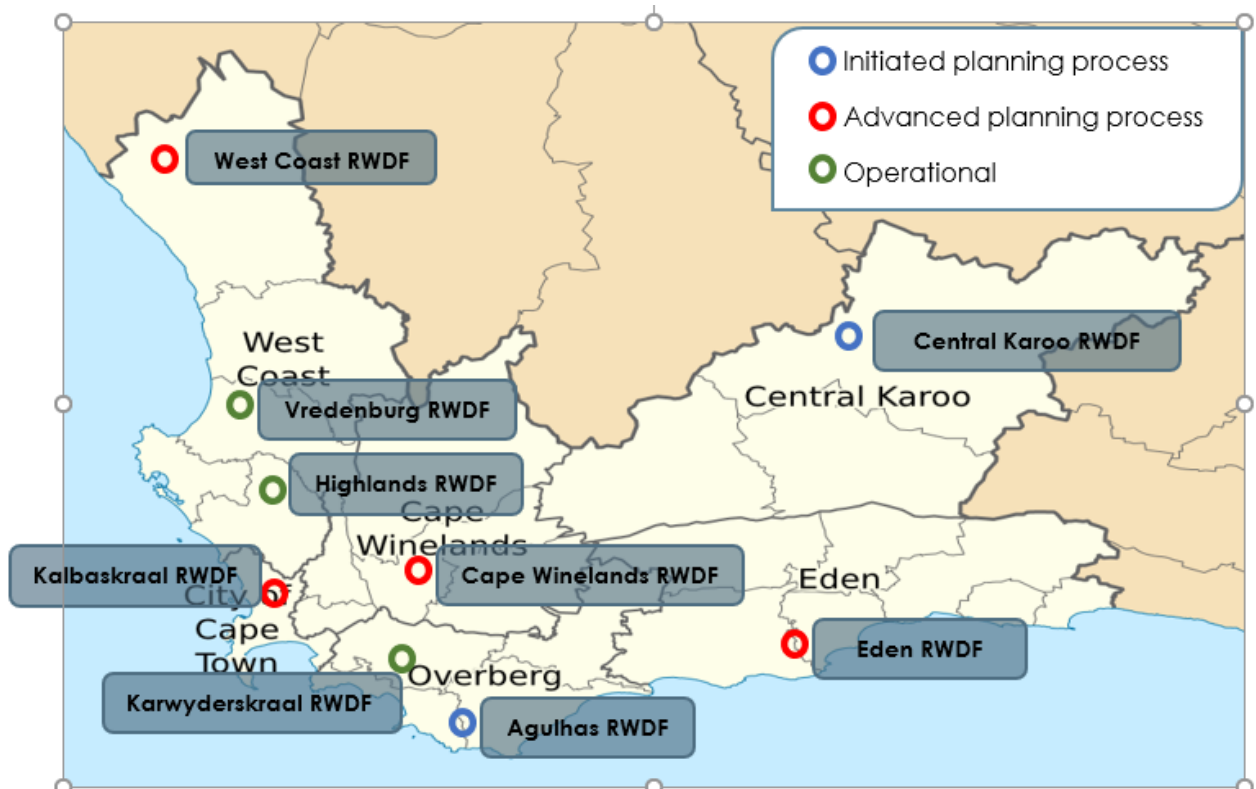 Initiated planning process
Advanced planning process
Operational
West Coast RWDF
Central Karoo RWDF
West
Coast
Central Karoo
Vredenburg RWDF
Highlands RWDF
Cape
Winelands
Kalbaskraal RWDF
Cape Winelands RWDF
Eden
City of
Cape
Town
Eden RWDF
Overberg
Karwyderskraal RWDF
Agulhas RWDF